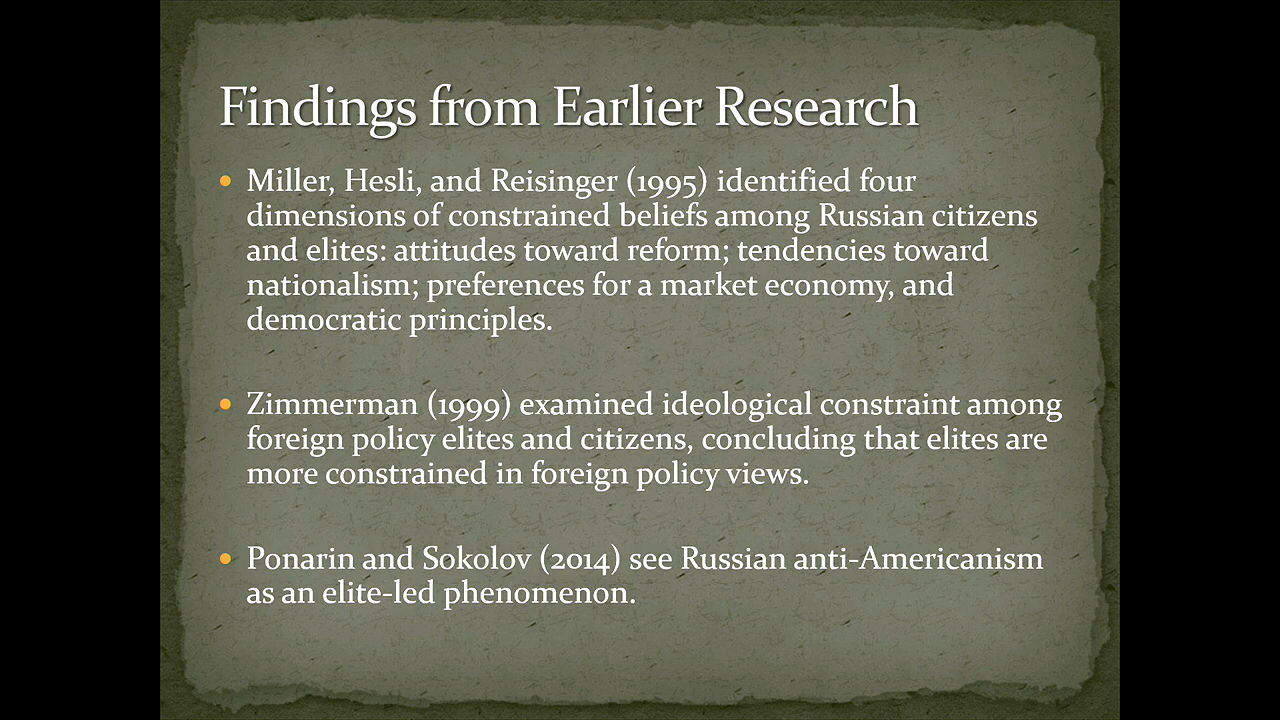 Findings from Earlier Research
• Miller, Hesli, and Reisinger (1995) identified four
dimensions of constrained beliefs among Russian citizens
and elites: attitudes toward reform; tendencies toward
nationalism; preferences for a market economy, and
democratic principles.
• Zimmerman (1999) examined ideological constraint among
foreign policy elites and citizens, concluding that elites are
more constrained in foreign policy views.
• Ponarin and Sokolov (2014) see Russian anti-Americanism
as an elite-led phenomenon.